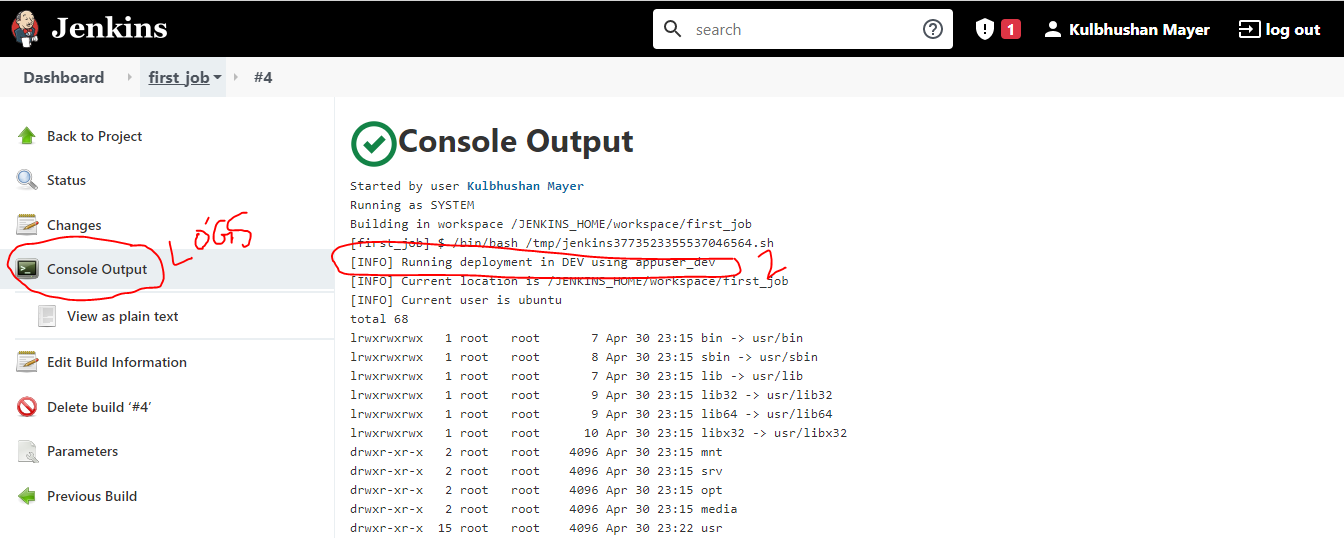 Jenkins
search
1
Kulbhushan Mayer
log out
Dashboard first_job #4
Back to Project
Status
Changes
Console Output
View as plain text
Edit Build Information
Delete build ‘#4’
Parameters
Previous Build
LOGS
2
Console Output
Started by user Kulbhushan Mayer
Running as SYSTEM
Building in workspace /JENKINS_HOME/workspace/first_job
[first_job] $ /bin/bash /tmp/jenkins3773523355537046564.sh
[INFO] Running deployment in DEV using appuser_dev
[INFO] Current location is /JENKINS_HOME/workspace/first_job
[INFO] Current user is ubuntu
total 68
lrwxrwxrwx 1 root root 7 Apr 30 23:15 bin -> usr/bin
lrwxrwxrwx 1 root root 8 Apr 30 23:15 sbin -> usr/sbin
lrwxrwxrwx 1 root root 7 Apr 30 23:15 lib -> usr/lib
lrwxrwxrwx 1 root root 9 Apr 30 23:15 lib32 -> usr/lib32
lrwxrwxrwx 1 root root 9 Apr 30 23:15 lib64 -> usr/lib64
lrwxrwxrwx 1 root root 10 Apr 30 23:15 libx32 -> usr/libx32
drwxr-xr-x 2 root root 4096 Apr 30 23:15 mnt
drwxr-xr-x 2 root root 4096 Apr 30 23:15 srv
drwxr-xr-x 2 root root 4096 Apr 30 23:15 opt
drwxr-xr-x 2 root root 4096 Apr 30 23:15 media
drwxr-xr-x 15 root root 4096 Apr 30 23:22 usr